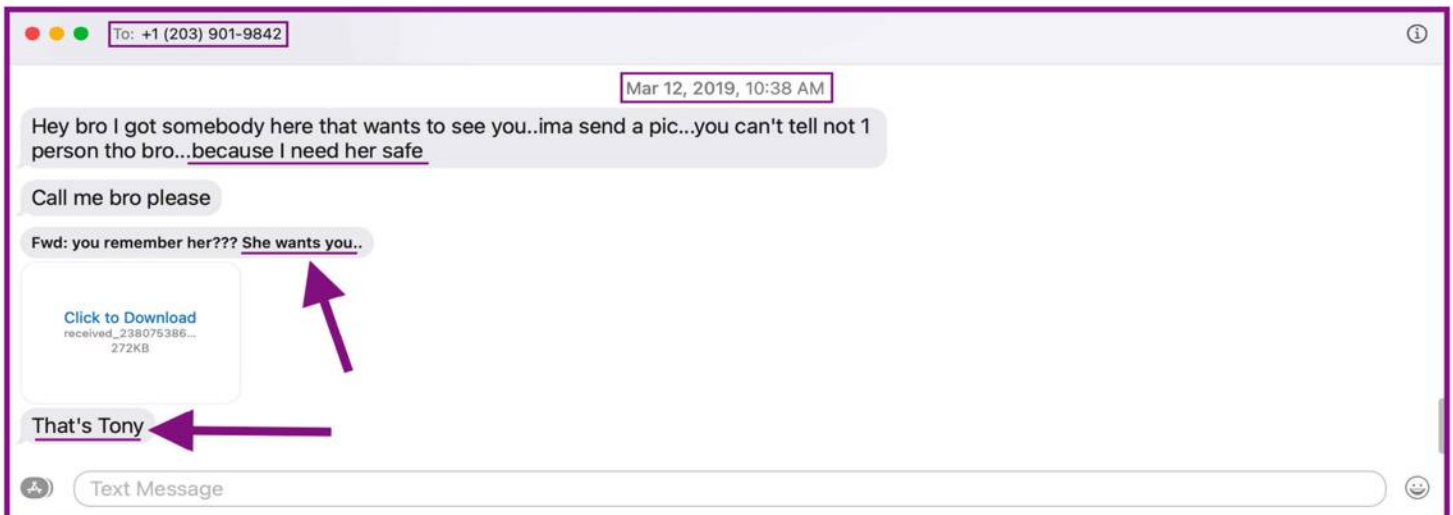 To: +1 (203) 901-9842
Mar 12, 2019, 10:38 AM
Hey bro I got somebody here that wants to see you..ima send a pic...you can't tell not 1
person tho bro...because I need her safe
Call me bro please
Fwd: you remember her??? She wants you..
Click to Download
received_238075386...
272KB
That's Tony
Text Message